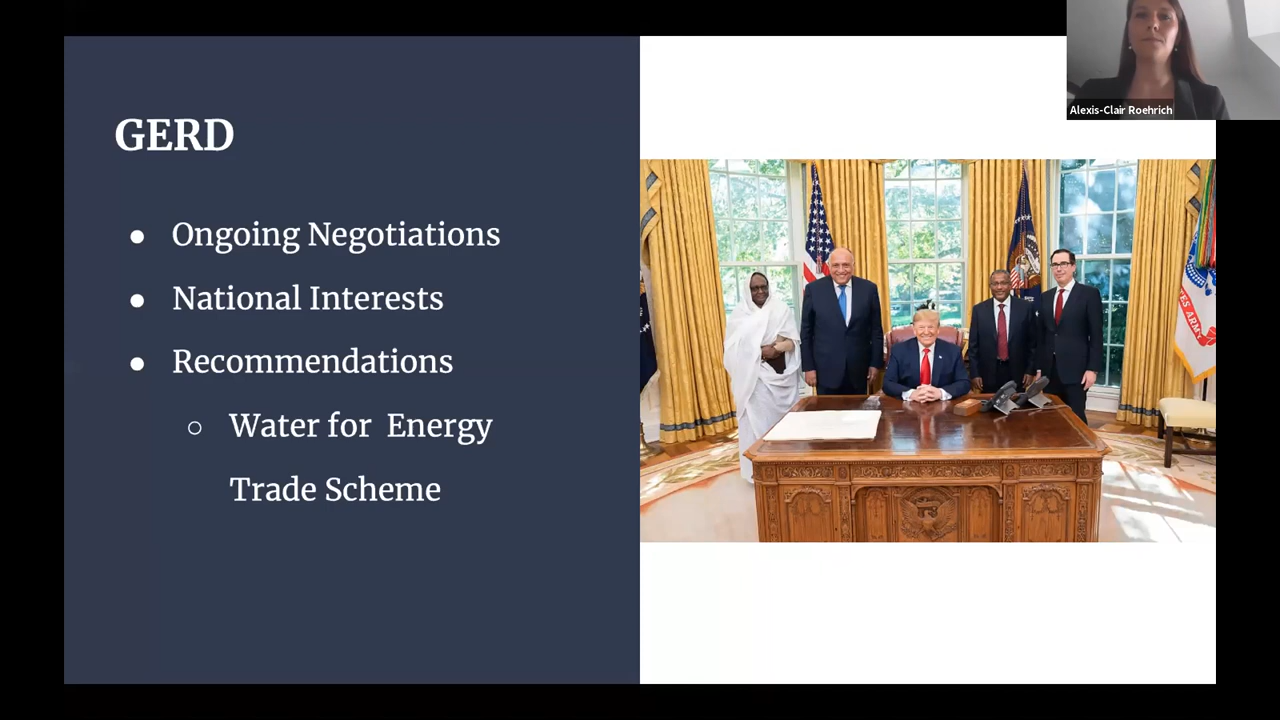 GERD
● Ongoing Negotiations
● National Interests
● Recommendations
○ Water for Energy
Trade Scheme
Alexis-Clair Roehrich